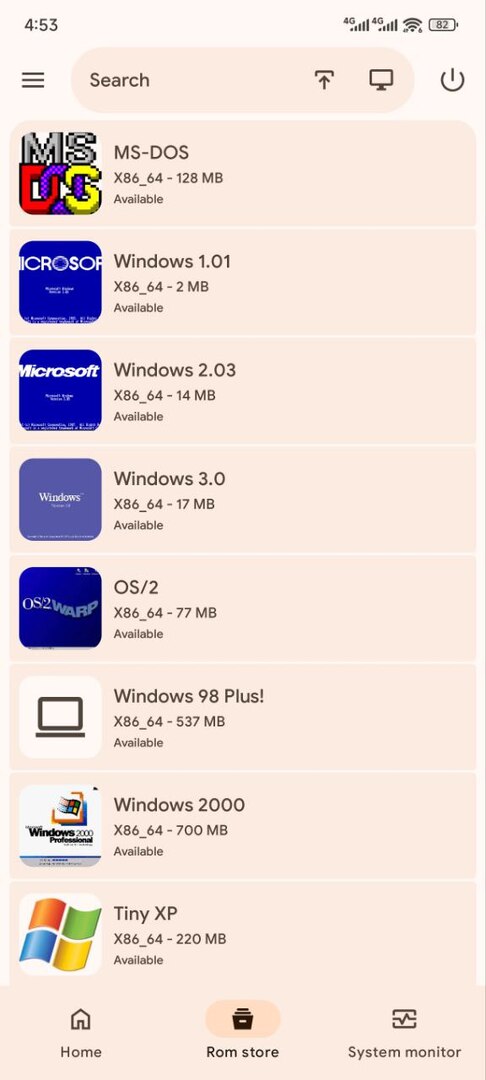 4:53
4G 4G 82
Search
MS
DOS
MS-DOS
X86_64 - 128 MB
Available
MICROSOFT
Windows 1.01
X86_64 - 2 MB
Available
Microsoft
Windows 2.03
X86_64 - 14 MB
Available
Windows
Windows 3.0
X86_64 - 17 MB
Available
OS/2 WARP
OS/2
X86_64 - 77 MB
Available
Windows 98 Plus!
X86_64 - 537 MB
Available
Windows 2000
Professional
Windows 2000
X86_64 - 700 MB
Available
Tiny XP
X86_64 - 220 MB
Available
Home
Rom store
System monitor